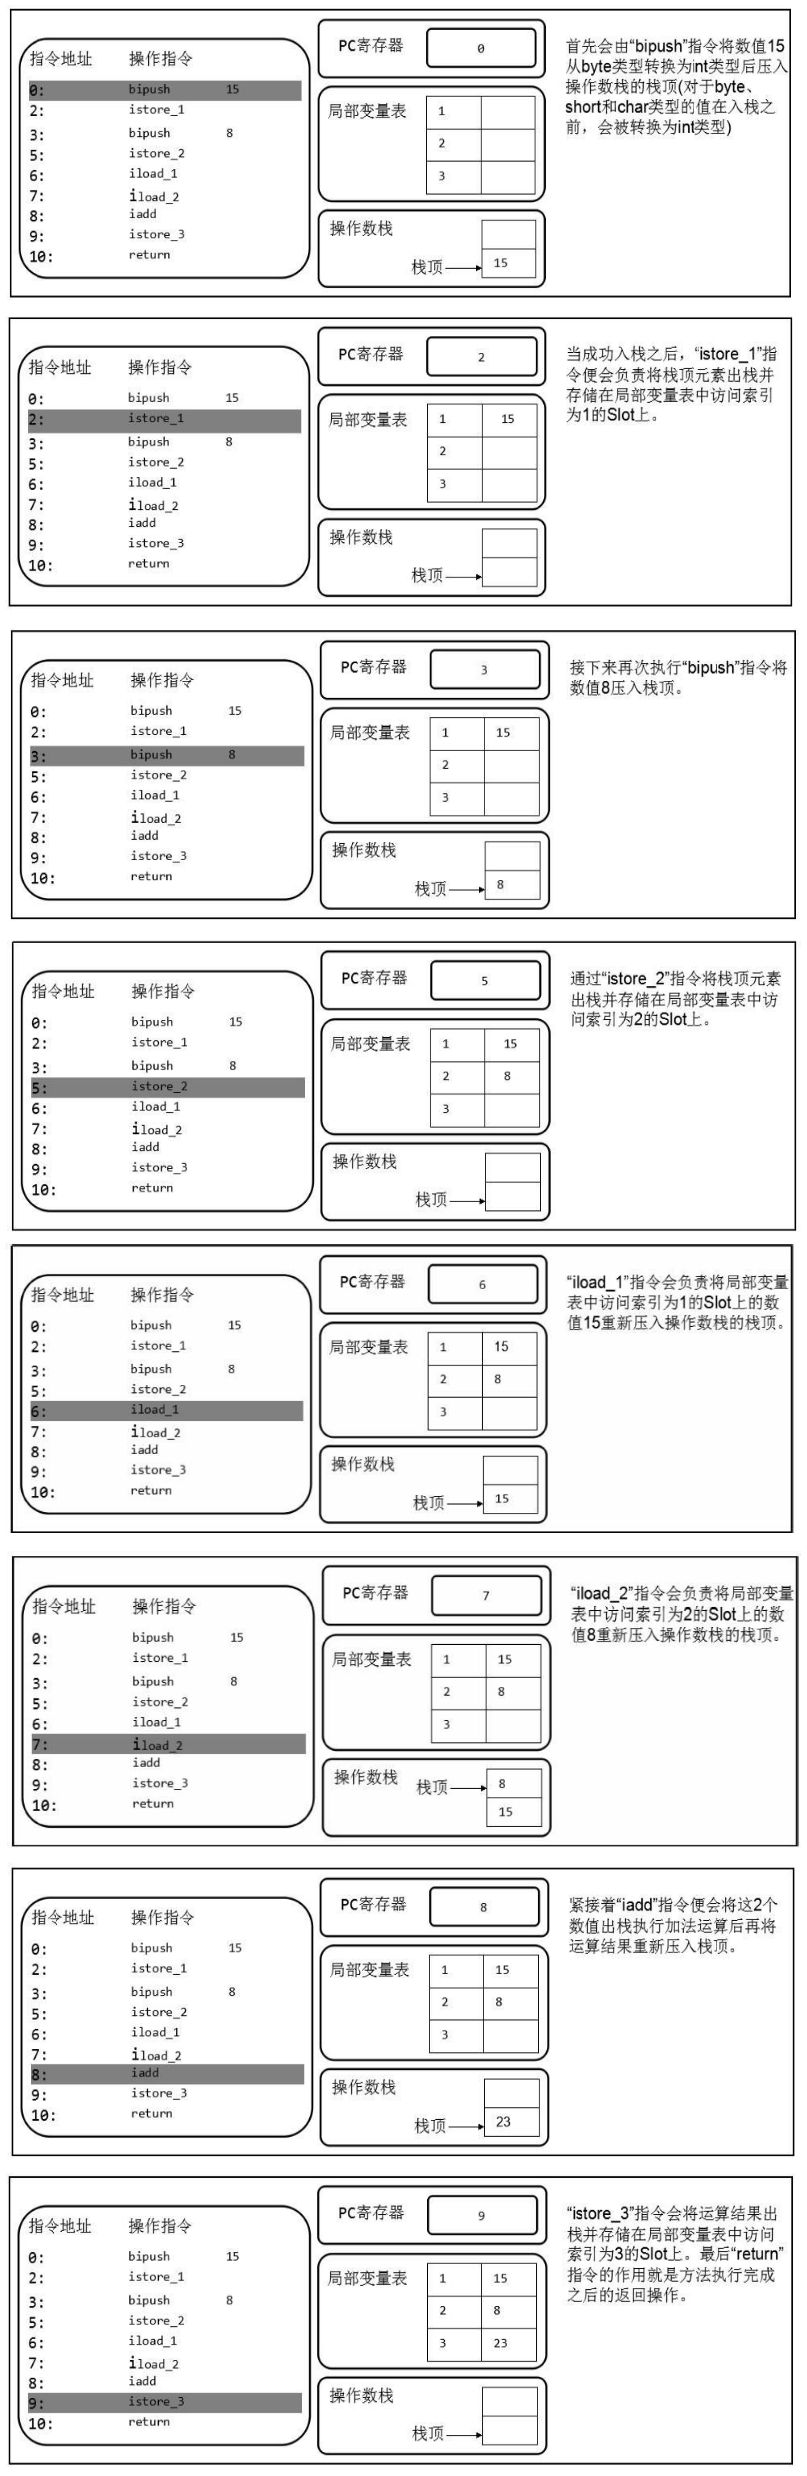 指令地址 操作指令
0: bipush 15
2: istore_1
3: bipush 8
5: istore_2
6: iload_1
7: iload_2
8: iadd
9: istore_3
10: return
PC寄存器 0
局部变量表 1
2
3
操作数栈
栈顶 15
首先会由“bipush”指令将数值15
从byte类型转换为int类型后压入
操作数栈的栈顶(对于byte、
short和char类型的值在入栈之
前，会被转换为int类型)
指令地址 操作指令
0: bipush 15
2: istore_1
3: bipush 8
5: istore_2
6: iload_1
7: iload_2
8: iadd
9: istore_3
10: return
PC寄存器 2
局部变量表 1 15
2
3
操作数栈
栈顶
当成功入栈之后，“istore_1”指
令便会负责将栈顶元素出栈并
存储在局部变量表中访问索引
为1的Slot上。
指令地址 操作指令
0: bipush 15
2: istore_1
3: bipush 8
5: istore_2
6: iload_1
7: iload_2
8: iadd
9: istore_3
10: return
PC寄存器 3
局部变量表 1 15
2
3
操作数栈
栈顶 8
接下来再次执行“bipush”指令将
数值8压入栈顶。
指令地址 操作指令
0: bipush 15
2: istore_1
3: bipush 8
5: istore_2
6: iload_1
7: iload_2
8: iadd
9: istore_3
10: return
PC寄存器 5
局部变量表 1 15
2 8
3
操作数栈
栈顶
通过“istore_2”指令将栈顶元素
出栈并存储在局部变量表中访
问索引为2的Slot上。
指令地址 操作指令
0: bipush 15
2: istore_1
3: bipush 8
5: istore_2
6: iload_1
7: iload_2
8: iadd
9: istore_3
10: return
PC寄存器 6
局部变量表 1 15
2 8
3
操作数栈
栈顶 15
“iload_1”指令会负责将局部变量
表中访问索引为1的Slot上的数
值15重新压入操作数栈的栈顶。
指令地址 操作指令
0: bipush 15
2: istore_1
3: bipush 8
5: istore_2
6: iload_1
7: iload_2
8: iadd
9: istore_3
10: return
PC寄存器 7
局部变量表 1 15
2 8
3
操作数栈 栈顶 8
15
“iload_2”指令会负责将局部变量
表中访问索引为2的Slot上的数
值8重新压入操作数栈的栈顶。
指令地址 操作指令
0: bipush 15
2: istore_1
3: bipush 8
5: istore_2
6: iload_1
7: iload_2
8: iadd
9: istore_3
10: return
PC寄存器 8
局部变量表 1 15
2 8
3
操作数栈
栈顶 23
紧接着“iadd”指令便会将这2个
数值出栈执行加法运算后再将
运算结果重新压入栈顶。
指令地址 操作指令
0: bipush 15
2: istore_1
3: bipush 8
5: istore_2
6: iload_1
7: iload_2
8: iadd
9: istore_3
10: return
PC寄存器 9
局部变量表 1 15
2 8
3 23
操作数栈
栈顶
“istore_3”指令会将运算结果出
栈并存储在局部变量表中访问
索引为3的Slot上。最后“return”
指令的作用就是方法执行完成
之后的返回操作。